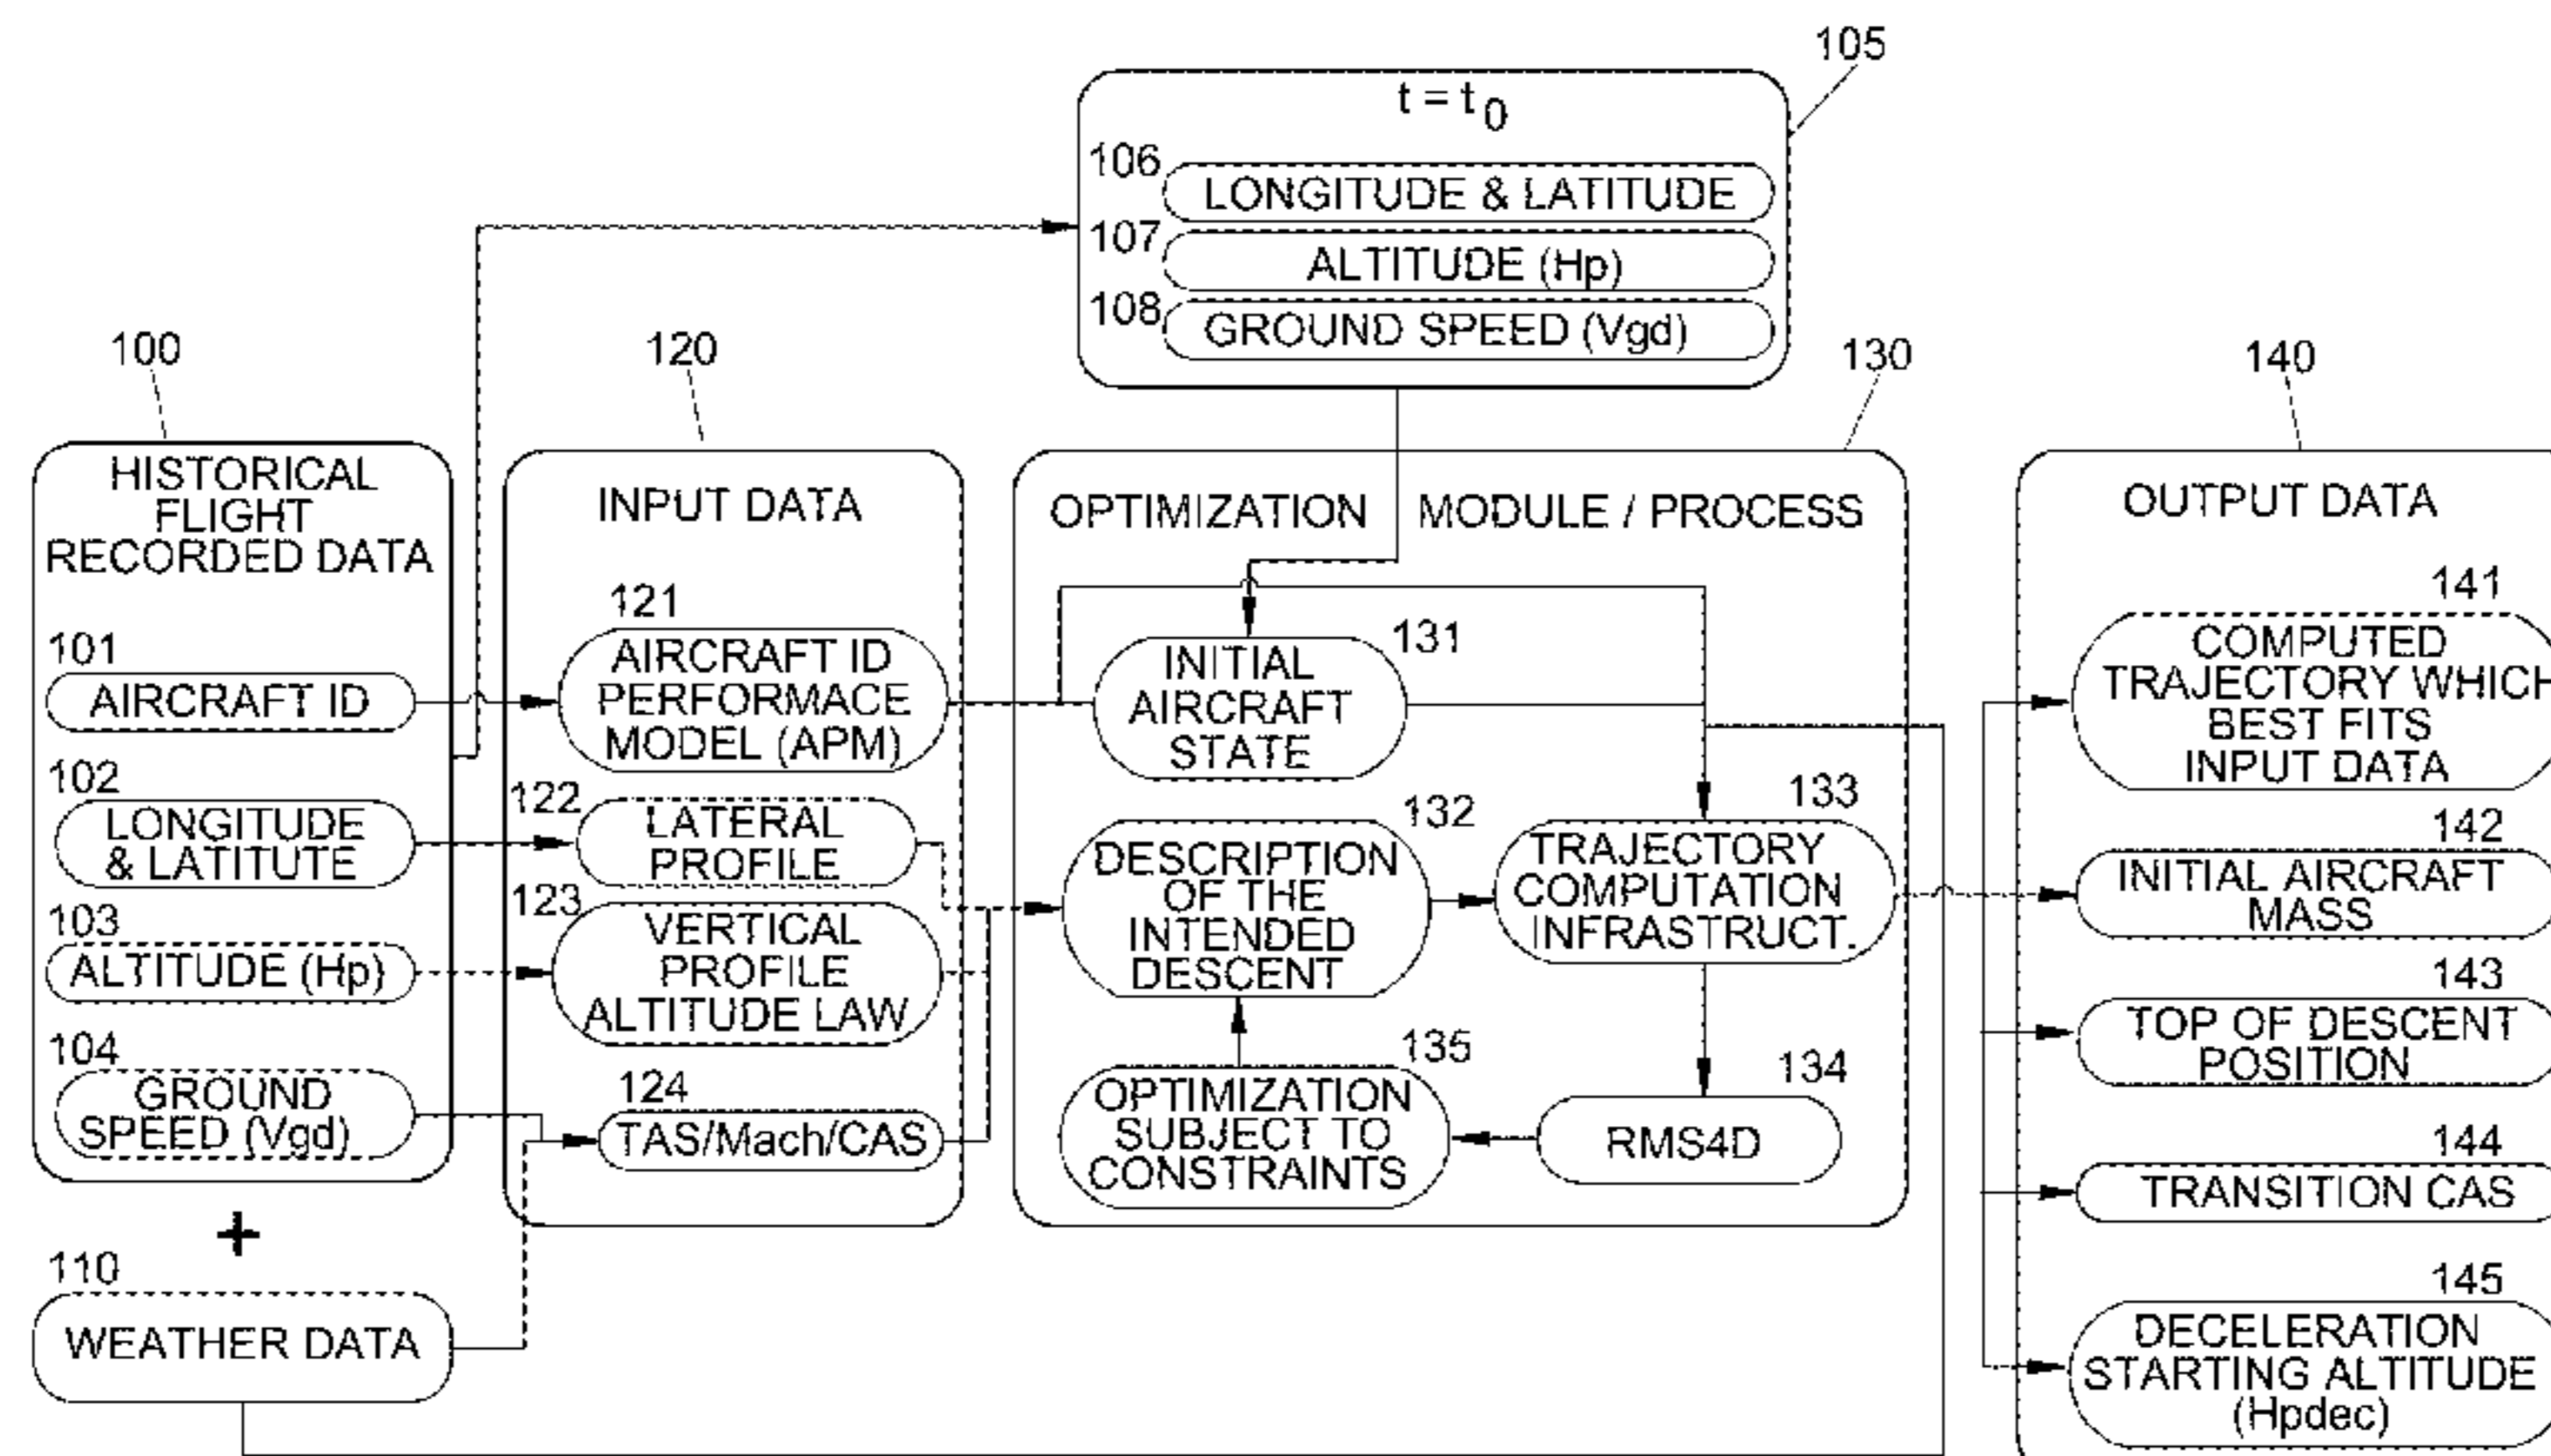 105
t = t0
106
LONGITUDE & LATITUDE
107
ALTITUDE (Hp)
108
GROUND SPEED (Vgd)
100
HISTORICAL
FLIGHT
RECORDED DATA
101
AIRCRAFT ID
102
LONGITUDE
& LATITUTE
103
ALTITUDE (Hp)
104
GROUND
SPEED (Vgd)
+
110
WEATHER DATA
120
INPUT DATA
121
AIRCRAFT ID
PERFORMACE
MODEL (APM)
122
LATERAL
PROFILE
123
VERTICAL
PROFILE
ALTITUDE LAW
124
TAS/Mach/CAS
130
OPTIMIZATION MODULE / PROCESS
131
INITIAL
AIRCRAFT
STATE
132
DESCRIPTION
OF THE
INTENDED
DESCENT
133
TRAJECTORY
COMPUTATION
INFRASTRUCT.
134
RMS4D
135
OPTIMIZATION
SUBJECT TO
CONSTRAINTS
140
OUTPUT DATA
141
COMPUTED
TRAJECTORY WHICH
BEST FITS
INPUT DATA
142
INITIAL AIRCRAFT
MASS
143
TOP OF DESCENT
POSITION
144
TRANSITION CAS
145
DECELERATION
STARTING ALTITUDE
(Hpdec)